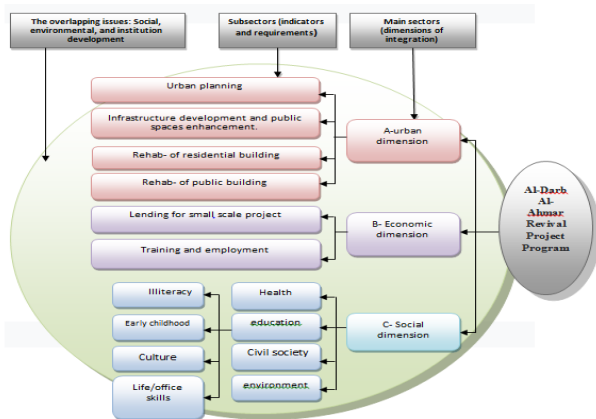 The overlapping issues: Social,
environmental, and institution
development
Subsectors (indicators
and requirements)
Main sectors
(dimensions of
integration)
Urban planning
Infrastructure development and public
spaces enhancement.
Rehab- of residential building
Rehab- of public building
A-urban
dimension
Lending for small, scale project
Training and employment
B- Economic
dimension
Al-Darb
Al-
Ahmar
Revival
Project
Program
Illiteracy
Early childhood
Culture
Life/office
skills
Health
education
Civil society
environment
C- Social
dimension